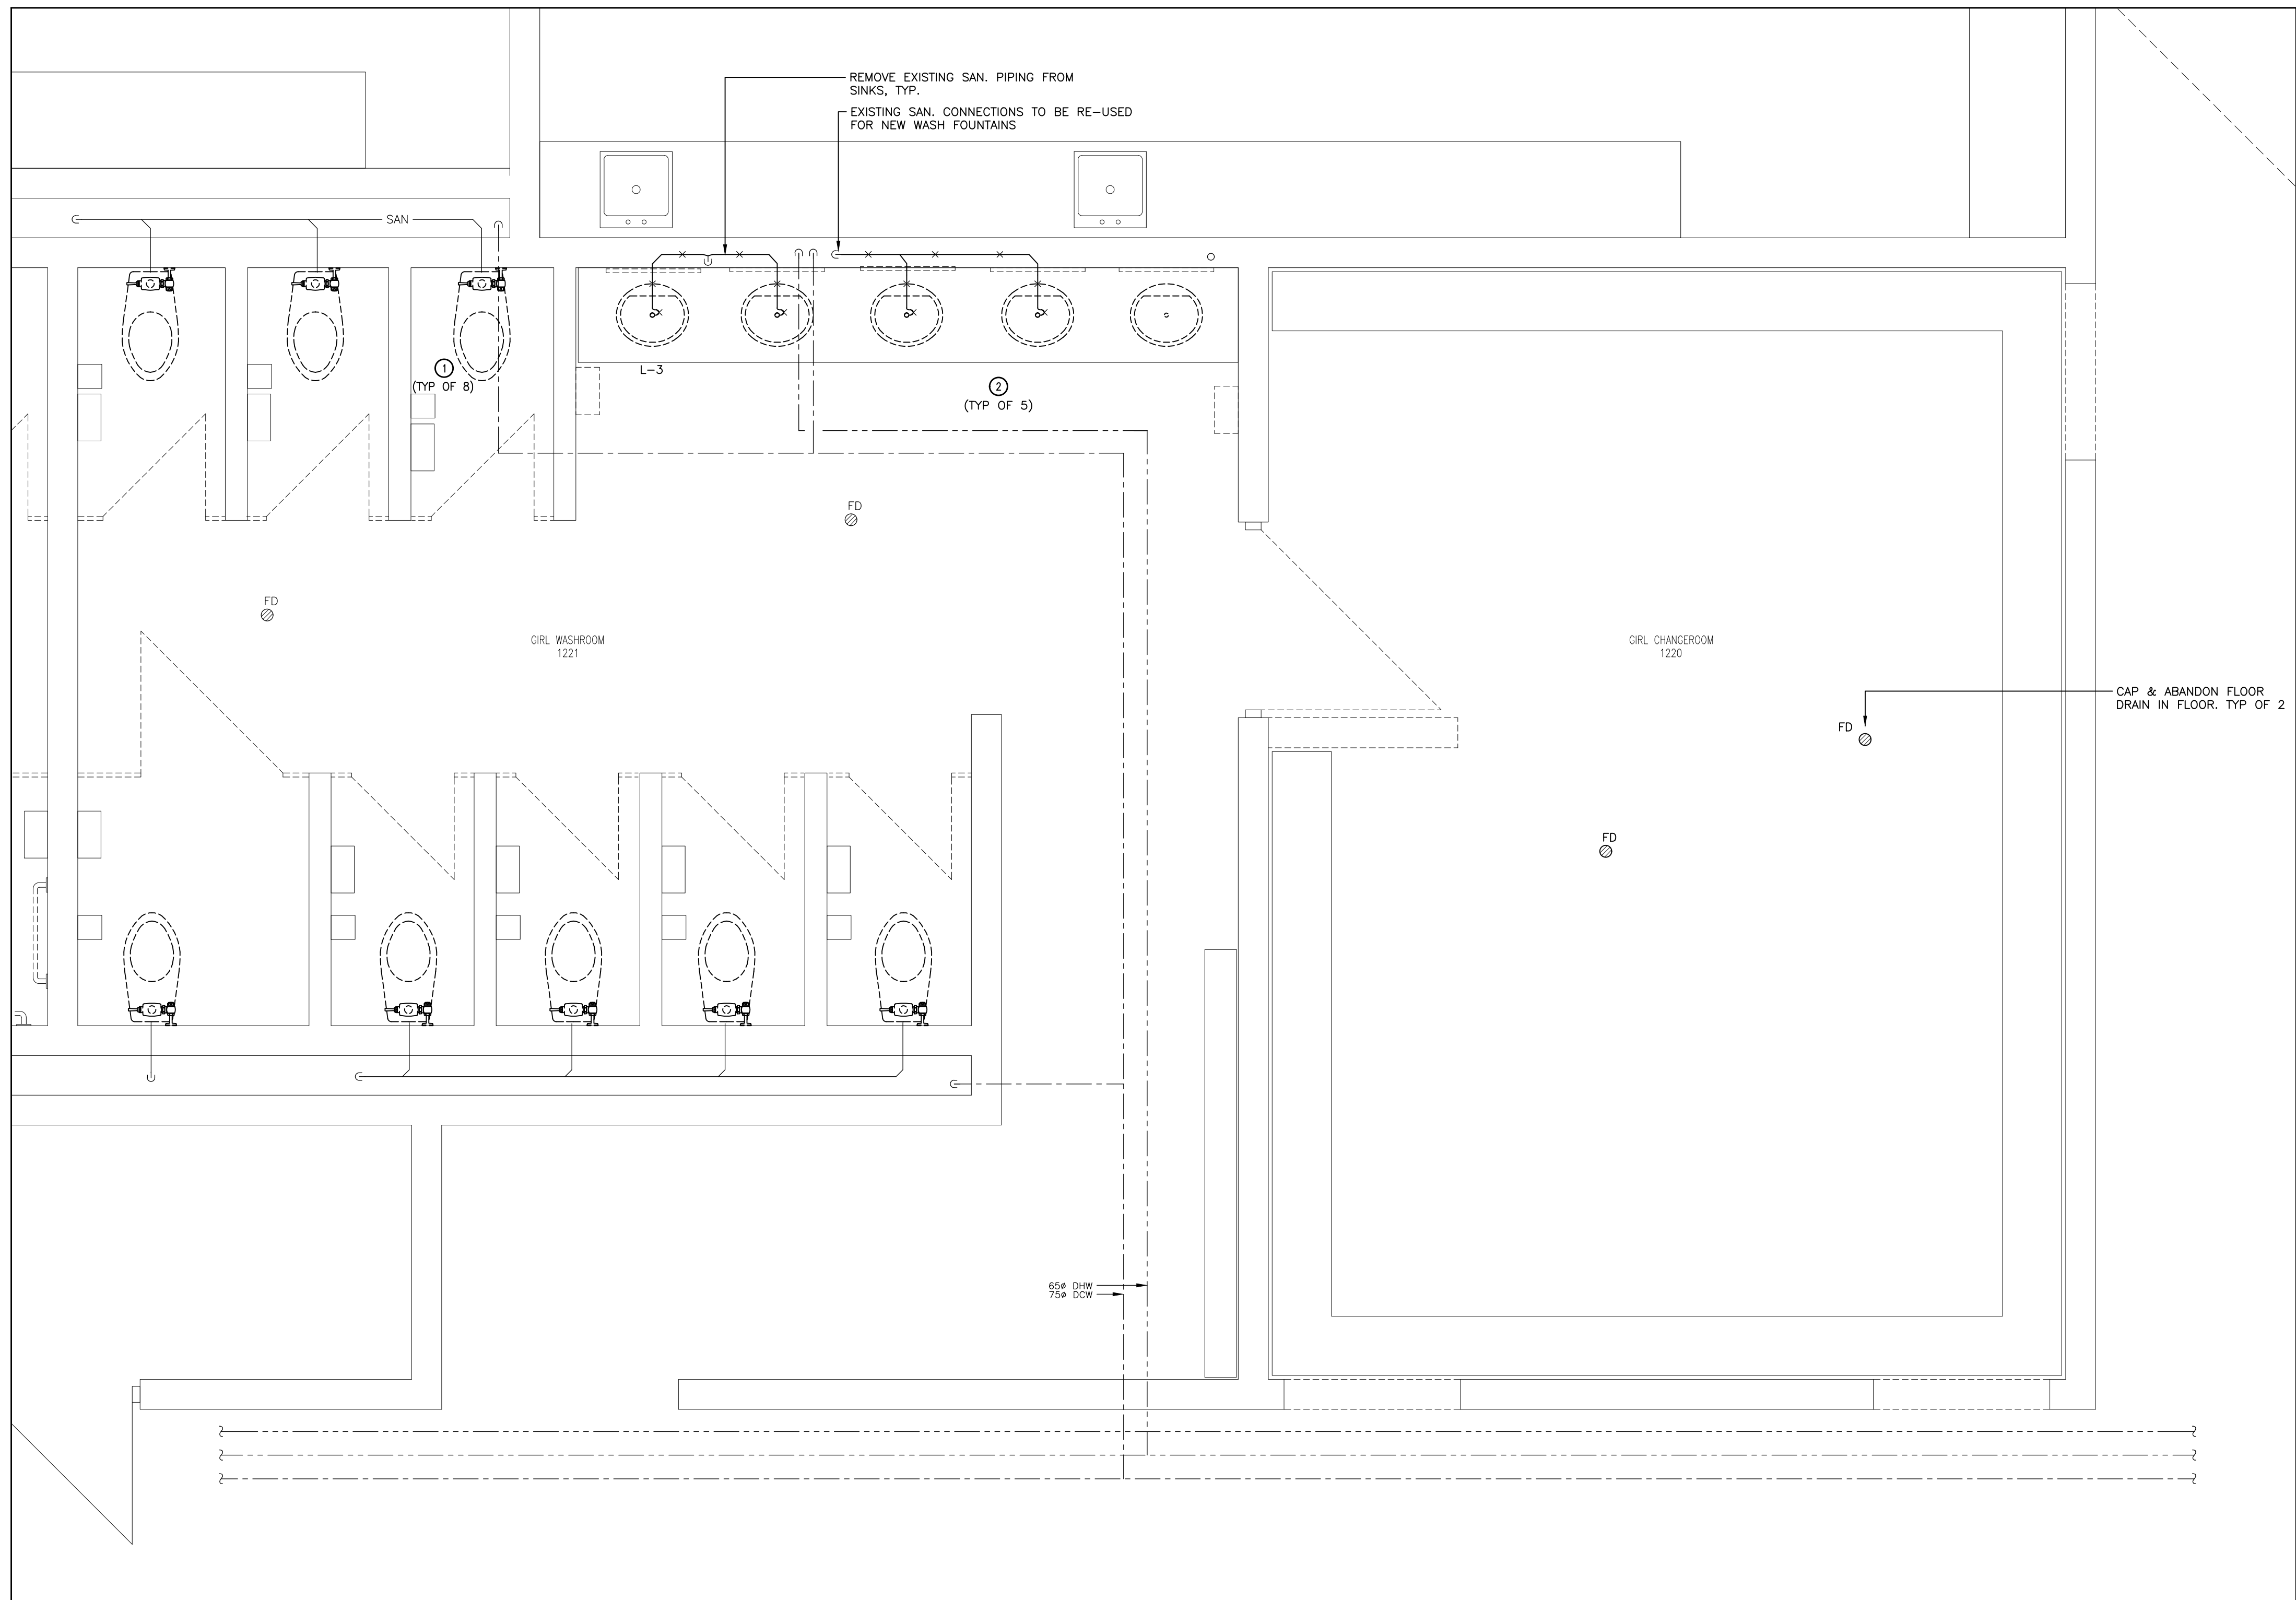 REMOVE EXISTING SAN. PIPING FROM
SINKS, TYP.
EXISTING SAN. CONNECTIONS TO BE RE-USED
FOR NEW WASH FOUNTAINS
SAN
1
(TYP OF 8)
L-3
2
(TYP OF 5)
FD
FD
GIRL WASHROOM
1221
GIRL CHANGEROOM
1220
CAP & ABANDON FLOOR
DRAIN IN FLOOR. TYP OF 2
FD
FD
65ø DHW
75ø DCW